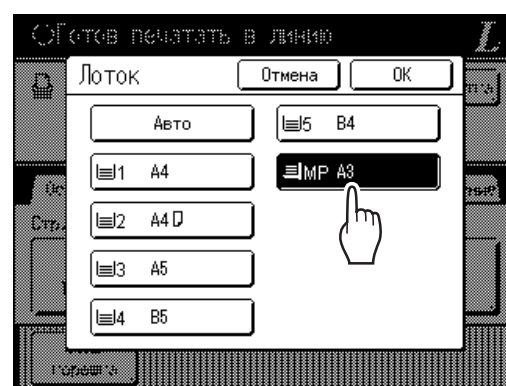 Готов печатать в линию
L
Лоток
Отмена
OK
Авто
5 B4
1 A4
MP A3
2 A4
3 A5
4 B5